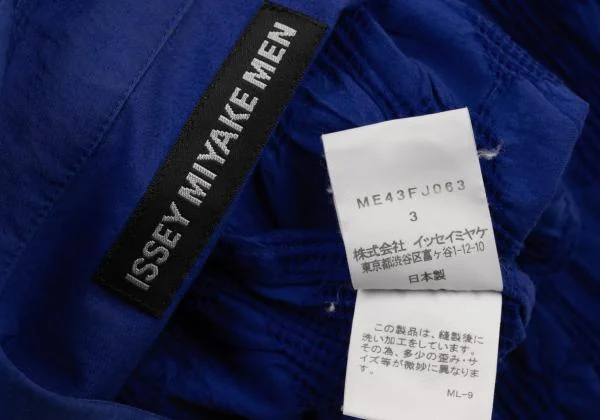 ISSEY MIYAKE MEN
ME43FJ063
3
株式会社 イッセイミヤケ
東京都渋谷区富ヶ谷1-12-10
日本製
この製品は、縫製後に
洗い加工をしています。
その為、多少の歪み・サ
イズ等が微妙に異なりま
す。
ML-9